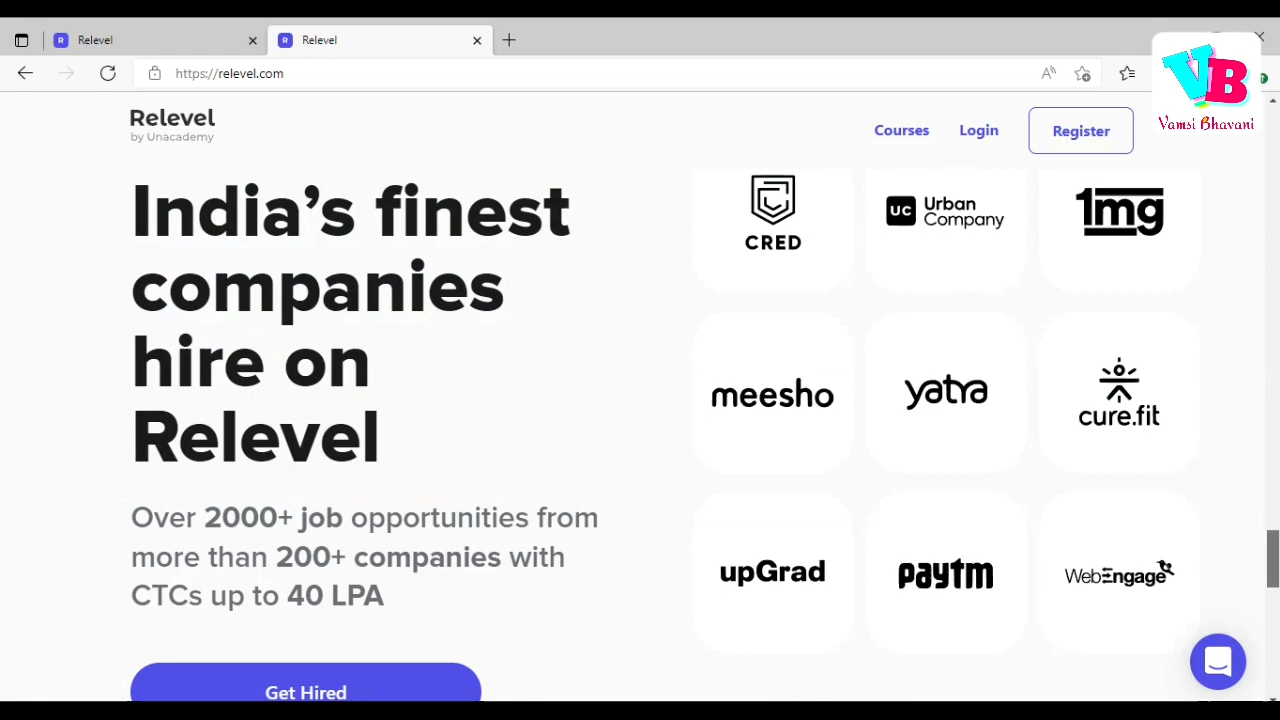 Relevel
Relevel
https://relevel.com
Relevel
by Unacademy
Courses
Login
Register
VB
Vamsi Bhavani
India’s finest
companies
hire on
Relevel
Over 2000+ job opportunities from
more than 200+ companies with
CTCs up to 40 LPA
Get Hired
CRED
UC Urban Company
1mg
meesho
yatra
cure.fit
upGrad
paytm
WebEngage